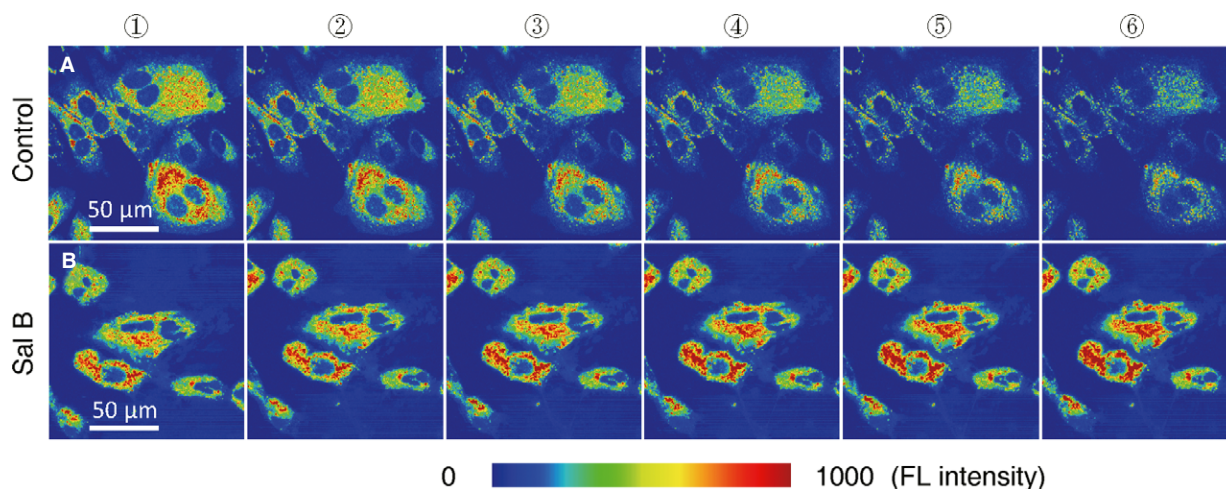 ① ② ③ ④ ⑤ ⑥
Control
A
50 µm
Sal B
B
50 µm
0 1000 (FL intensity)